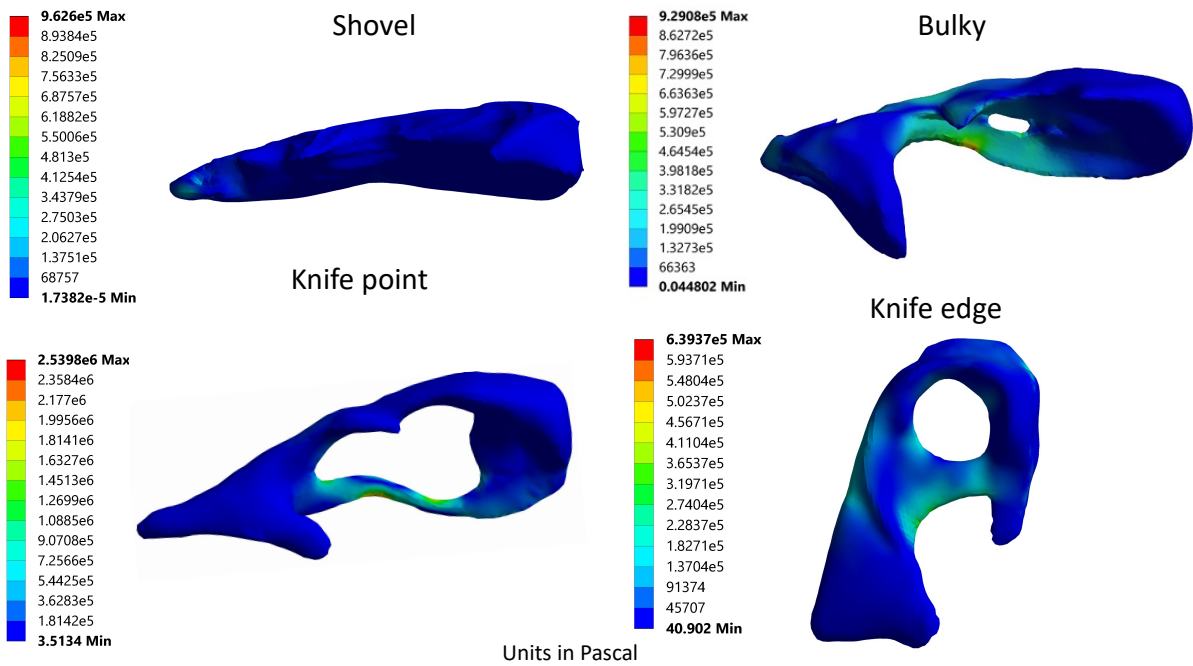 Shovel
9.626e5 Max
8.9384e5
8.2509e5
7.5633e5
6.8757e5
6.1882e5
5.5006e5
4.813e5
4.1254e5
3.4379e5
2.7503e5
2.0627e5
1.3751e5
68757
1.7382e-5 Min
Bulky
9.2908e5 Max
8.6272e5
7.9636e5
7.2999e5
6.6363e5
5.9727e5
5.309e5
4.6454e5
3.9818e5
3.3182e5
2.6545e5
1.9909e5
1.3273e5
66363
0.044802 Min
Knife point
2.5398e6 Max
2.3584e6
2.177e6
1.9956e6
1.8141e6
1.6327e6
1.4513e6
1.2699e6
1.0885e6
9.0708e5
7.2566e5
5.4425e5
3.6283e5
1.8142e5
3.5134 Min
Knife edge
6.3937e5 Max
5.9371e5
5.4804e5
5.0237e5
4.5671e5
4.1104e5
3.6537e5
3.1971e5
2.7404e5
2.2837e5
1.8271e5
1.3704e5
91374
45707
40.902 Min
Units in Pascal